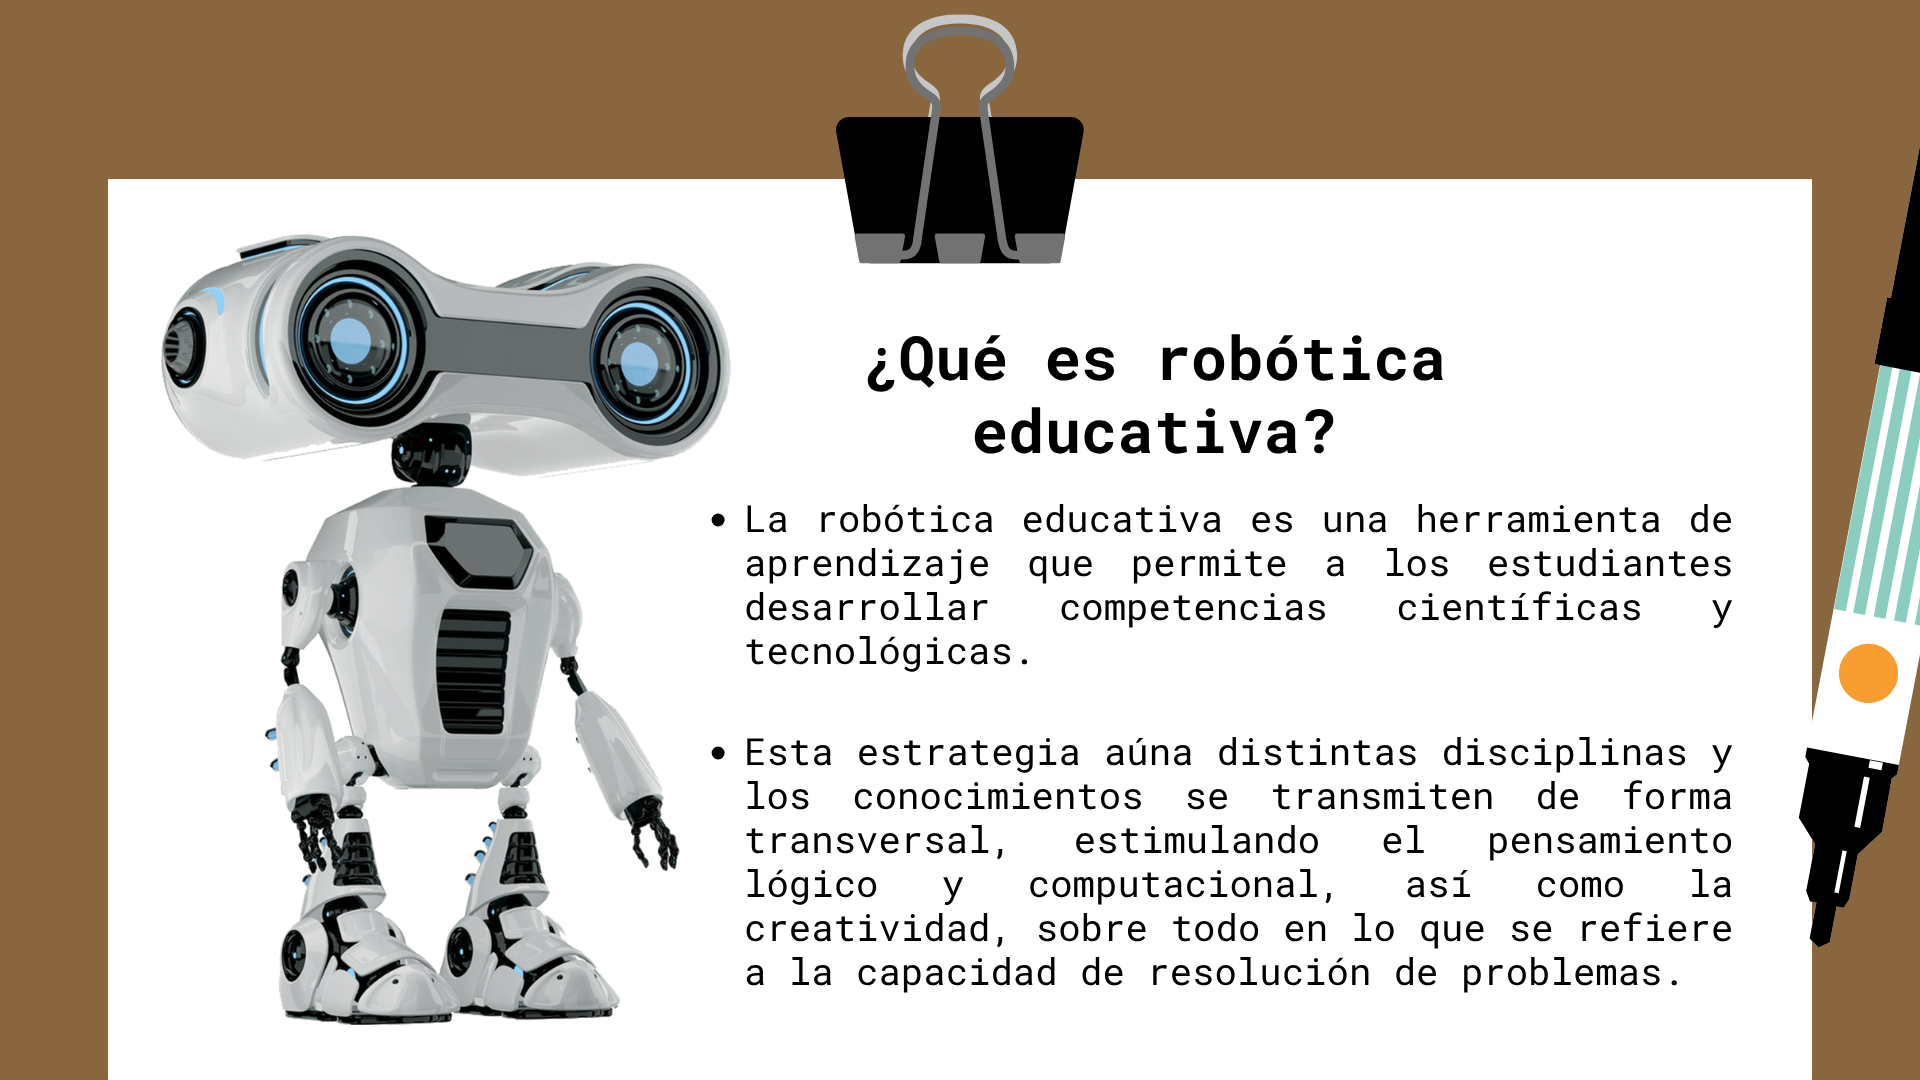 ¿Qué es robótica
educativa?
• La robótica educativa es una herramienta de
aprendizaje que permite a los estudiantes
desarrollar competencias científicas y
tecnológicas.
• Esta estrategia aúna distintas disciplinas y
los conocimientos se transmiten de forma
transversal, estimulando el pensamiento
lógico y computacional, así como la
creatividad, sobre todo en lo que se refiere
a la capacidad de resolución de problemas.